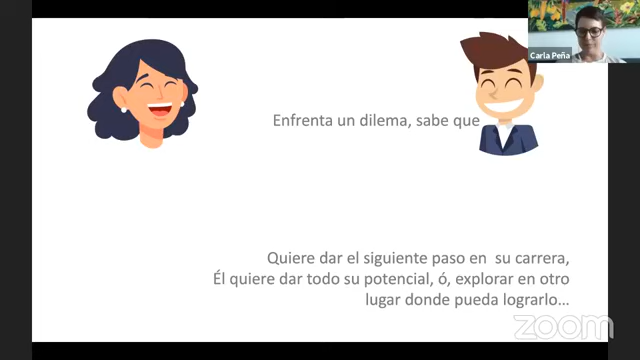 Carla Peña
Enfrenta un dilema, sabe que
Quiere dar el siguiente paso en su carrera,
Él quiere dar todo su potencial, ó, explorar en otro
lugar donde pueda lograrlo...
zoom